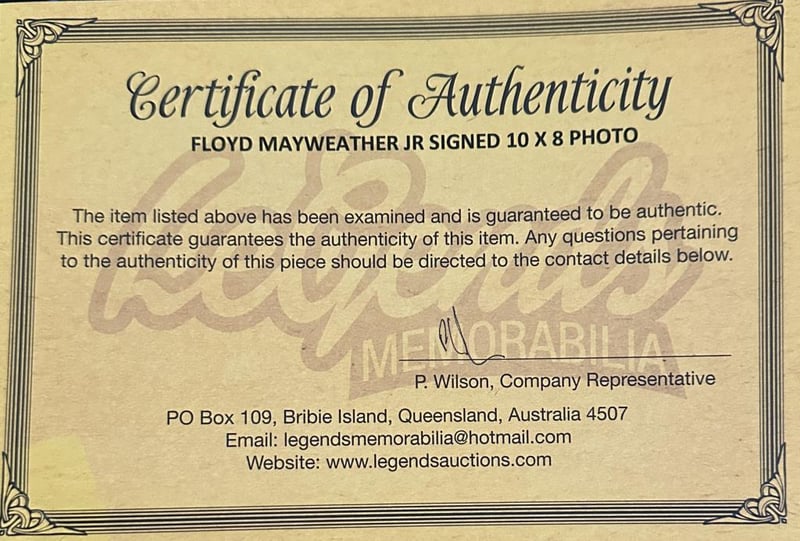 Certificate of Authenticity
FLOYD MAYWEATHER JR SIGNED 10 X 8 PHOTO
The item listed above has been examined and is guaranteed to be authentic.
This certificate guarantees the authenticity of this item. Any questions pertaining
to the authenticity of this piece should be directed to the contact details below.
Legends
MEMORABILIA
P. Wilson, Company Representative
PO Box 109, Bribie Island, Queensland, Australia 4507
Email: legendsmemorabilia@hotmail.com
Website: www.legendsauctions.com